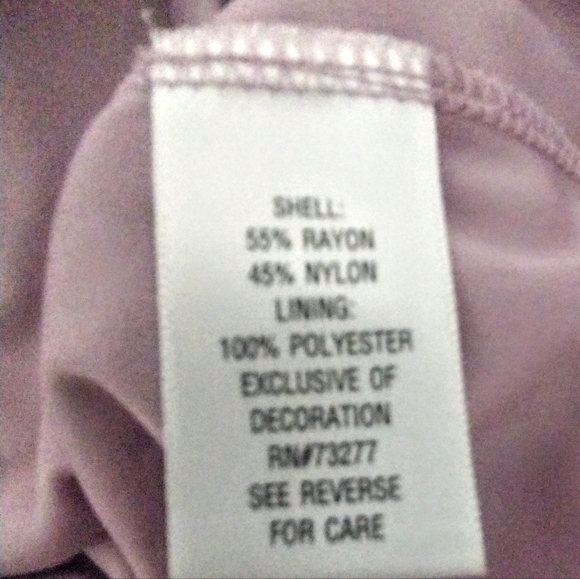 SHELL:
55% RAYON
45% NYLON
LINING:
100% POLYESTER
EXCLUSIVE OF
DECORATION
RN#73277
SEE REVERSE
FOR CARE